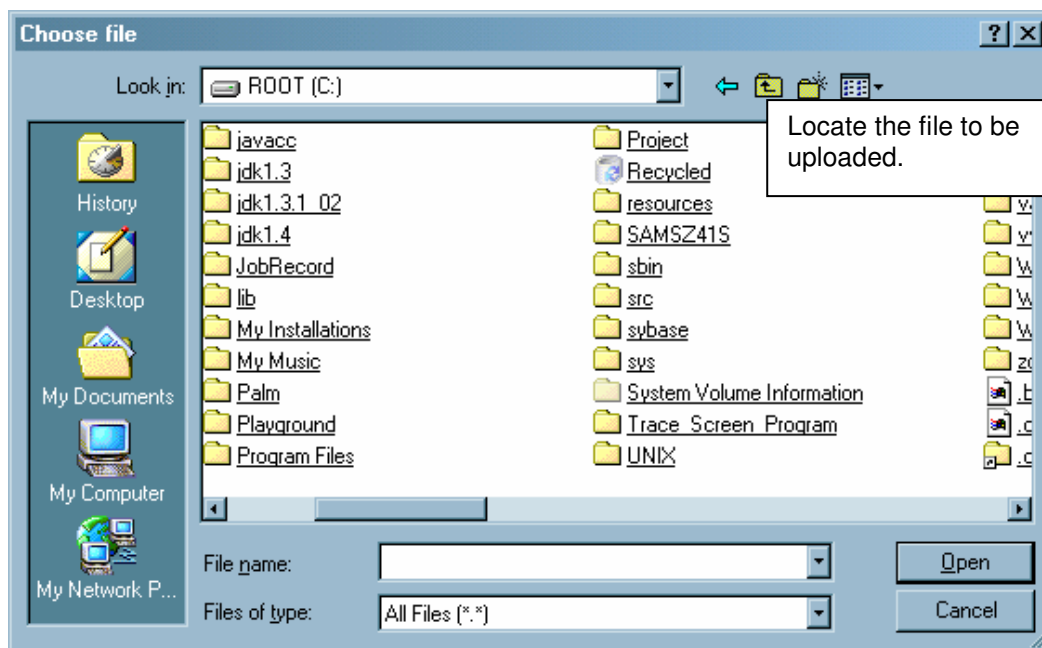 Choose file
Look in:
ROOT (C:)
Locate the file to be
uploaded.
History
Desktop
My Documents
My Computer
My Network P...
javacc
jdk1.3
jdk1.3.1_02
jdk1.4
JobRecord
lib
My Installations
My Music
Palm
Playground
Program Files
Project
Recycled
resources
SAMSZ41S
sbin
src
sybase
sys
System Volume Information
Trace_Screen_Program
UNIX
File name:
Open
Files of type:
All Files (*.*)
Cancel